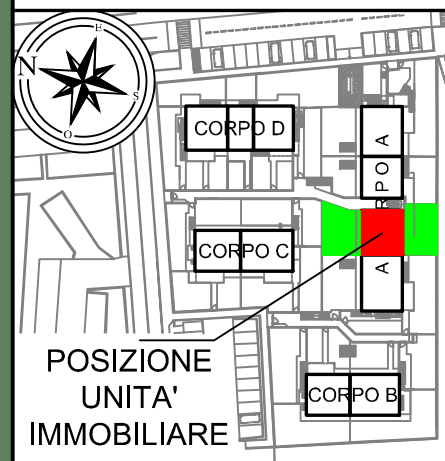 E
N
S
O
CORPO D
CORPO A
A
CORPO C
POSIZIONE
UNITA'
IMMOBILIARE
CORPO B